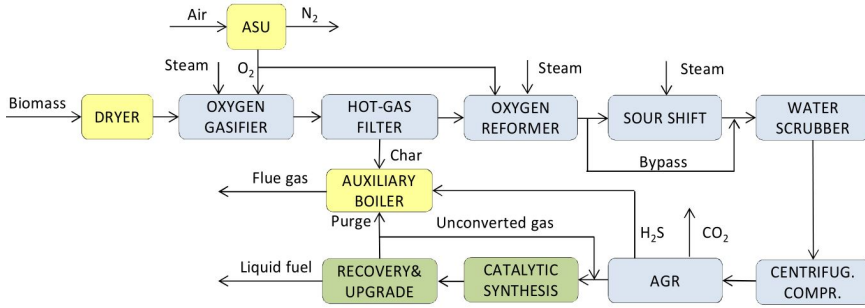 Air
ASU
N2
Steam
O2
Steam
Steam
Biomass
DRYER
OXYGEN
GASIFIER
HOT-GAS
FILTER
OXYGEN
REFORMER
SOUR SHIFT
WATER
SCRUBBER
Char
Bypass
Flue gas
AUXILIARY
BOILER
Purge
Unconverted gas
H2S
CO2
Liquid fuel
RECOVERY&
UPGRADE
CATALYTIC
SYNTHESIS
AGR
CENTRIFUG.
COMPR.